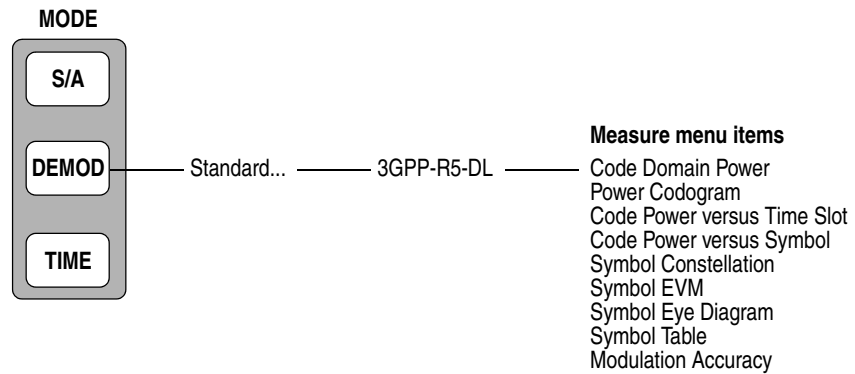 MODE
S/A
DEMOD
Standard...
3GPP-R5-DL
TIME
Measure menu items
Code Domain Power
Power Codogram
Code Power versus Time Slot
Code Power versus Symbol
Symbol Constellation
Symbol EVM
Symbol Eye Diagram
Symbol Table
Modulation Accuracy